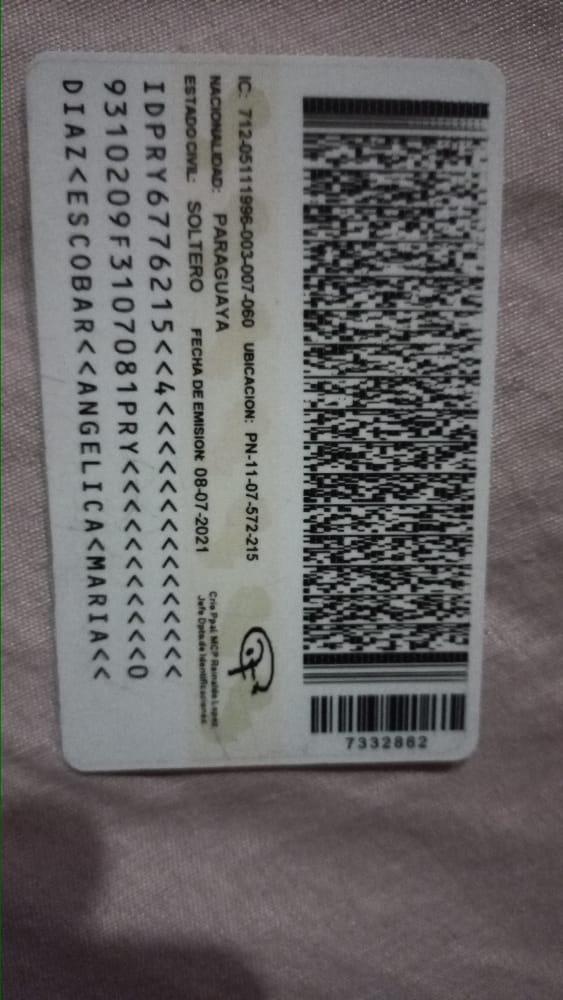 7332862
IC: 712-05111996-003-007-060 UBICACION: PN-11-07-572-215
NACIONALIDAD: PARAGUAYA
ESTADO CIVIL: SOLTERO FECHA DE EMISION: 08-07-2021
Crio.Ppal. MCP Reinaldo Lopez
Jefe Dpto.de Identificaciones
IDPRY6776215<<4<<<<<<<<<<<<<<<
9310209F3107081PRY<<<<<<<<<<<0
DIAZ<ESCOBAR<<ANGELICA<MARIA<<